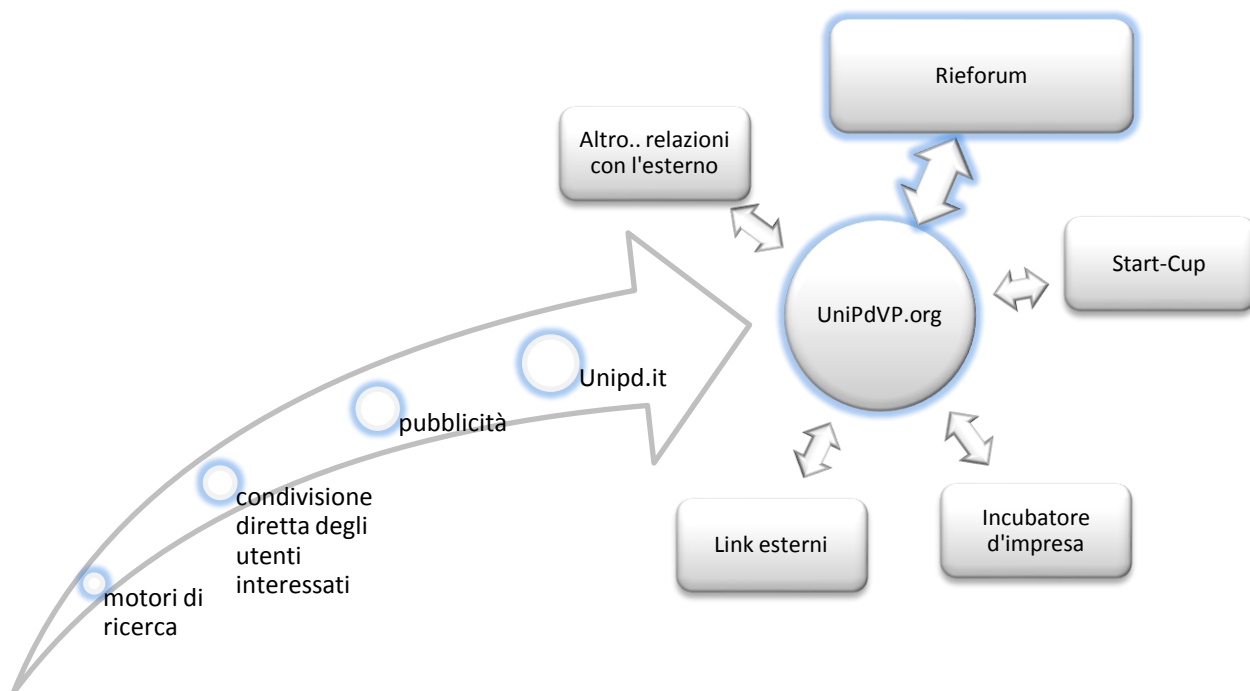 Rieforum
Altro.. relazioni
con l'esterno
Start-Cup
UniPdVP.org
Unipd.it
pubblicità
condivisione
diretta degli
utenti
interessati
motori di
ricerca
Link esterni
Incubatore
d'impresa